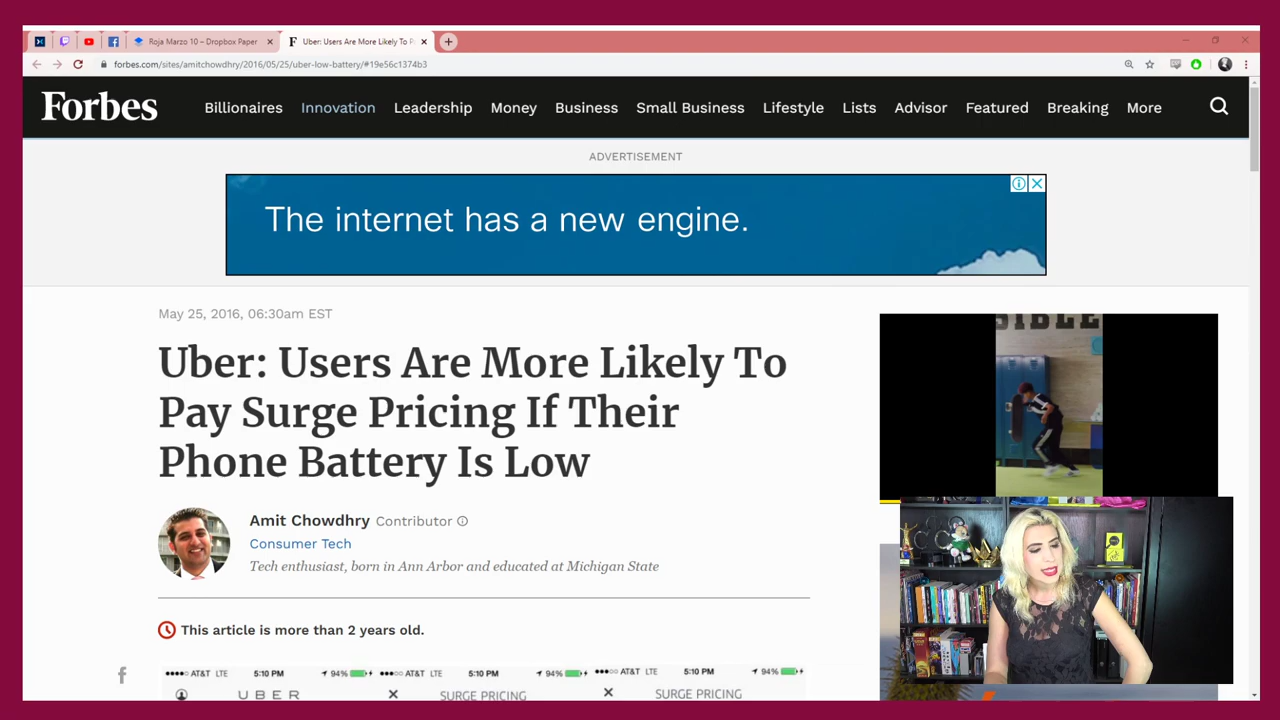 Roja Marzo 10 – Dropbox Paper
Uber: Users Are More Likely To P
forbes.com/sites/amitchowdhry/2016/05/25/uber-low-battery/#19e56c1374b3
Forbes Billionaires Innovation Leadership Money Business Small Business Lifestyle Lists Advisor Featured Breaking More
ADVERTISEMENT
The internet has a new engine.
May 25, 2016, 06:30am EST
SIBLE
Uber: Users Are More Likely To
Pay Surge Pricing If Their
Phone Battery Is Low
Amit Chowdhry Contributor
Consumer Tech
Tech enthusiast, born in Ann Arbor and educated at Michigan State
This article is more than 2 years old.
AT&T LTE 5:10 PM 94% AT&T LTE 5:10 PM 94% AT&T LTE 5:10 PM 94%
UBER SURGE PRICING SURGE PRICING